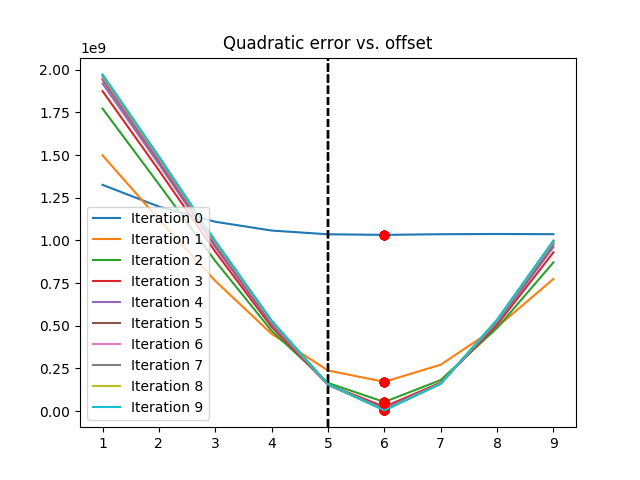 Quadratic error vs. offset
1e9
2.00
1.75
1.50
1.25
1.00
0.75
0.50
0.25
0.00
Iteration 0
Iteration 1
Iteration 2
Iteration 3
Iteration 4
Iteration 5
Iteration 6
Iteration 7
Iteration 8
Iteration 9
1 2 3 4 5 6 7 8 9